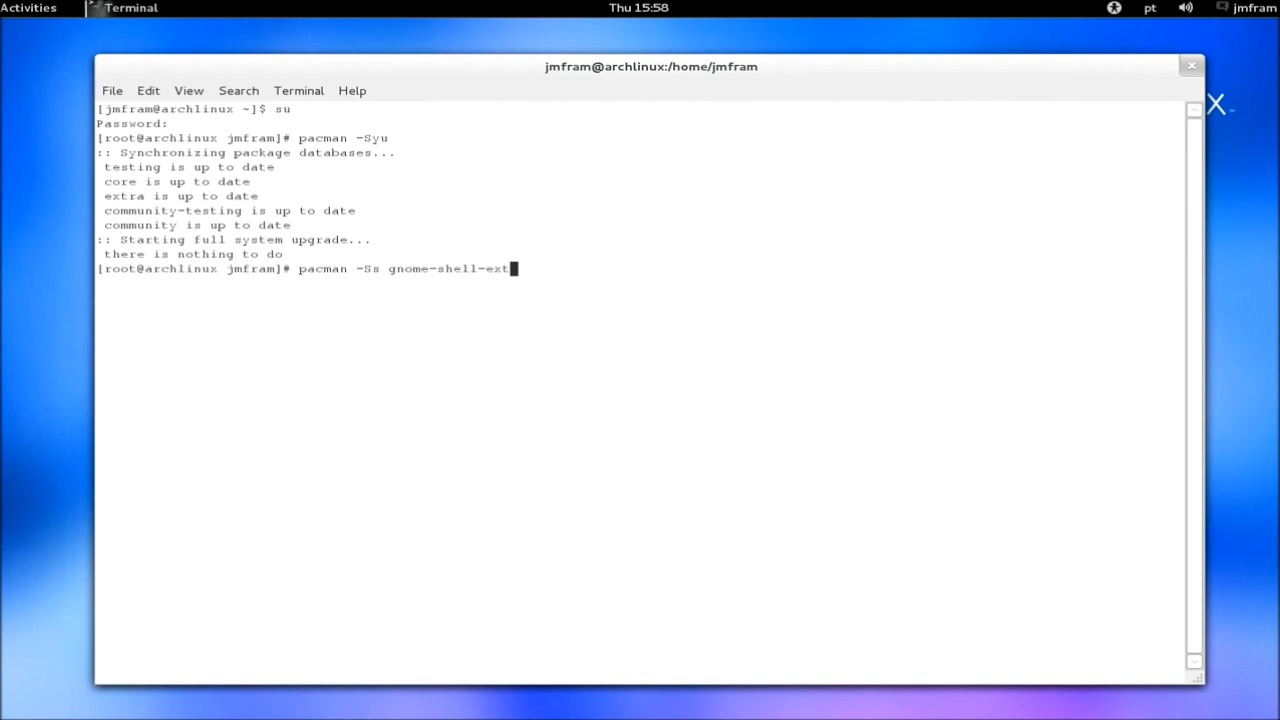 Activities Terminal Thu 15:58 pt jmfram
jmfram@archlinux:/home/jmfram
File Edit View Search Terminal Help
[jmfram@archlinux ~]$ su
Password:
[root@archlinux jmfram]# pacman -Syu
:: Synchronizing package databases...
testing is up to date
core is up to date
extra is up to date
community-testing is up to date
community is up to date
:: Starting full system upgrade...
there is nothing to do
[root@archlinux jmfram]# pacman -Ss gnome-shell-ext